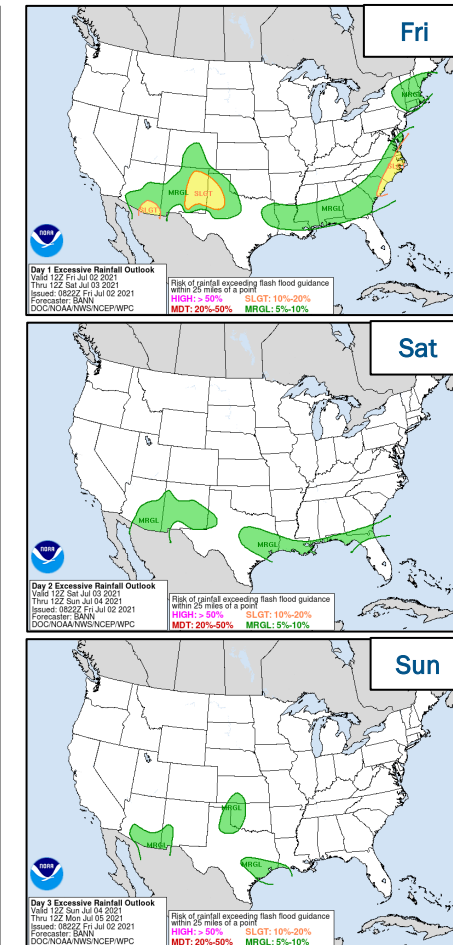 Fri
MRGL
SLGT
MRGL
SLGT
SLGT
MRGL
NOAA
Day 1 Excessive Rainfall Outlook
Valid 12Z Fri Jul 02 2021
Thru 12Z Sat Jul 03 2021
Issued: 0822Z Fri Jul 02 2021
Forecaster: BANN
DOC/NOAA/NWS/NCEP/WPC
Risk of rainfall exceeding flash flood guidance
within 25 miles of a point
HIGH: > 50% SLGT: 10%-20%
MDT: 20%-50% MRGL: 5%-10%
Sat
MRGL
MRGL
NOAA
Day 2 Excessive Rainfall Outlook
Valid 12Z Sat Jul 03 2021
Thru 12Z Sun Jul 04 2021
Issued: 0822Z Fri Jul 02 2021
Forecaster: BANN
DOC/NOAA/NWS/NCEP/WPC
Risk of rainfall exceeding flash flood guidance
within 25 miles of a point
HIGH: > 50% SLGT: 10%-20%
MDT: 20%-50% MRGL: 5%-10%
Sun
MRGL
MRGL
MRGL
NOAA
Day 3 Excessive Rainfall Outlook
Valid 12Z Sun Jul 04 2021
Thru 12Z Mon Jul 05 2021
Issued: 0822Z Fri Jul 02 2021
Forecaster: BANN
DOC/NOAA/NWS/NCEP/WPC
Risk of rainfall exceeding flash flood guidance
within 25 miles of a point
HIGH: > 50% SLGT: 10%-20%
MDT: 20%-50% MRGL: 5%-10%